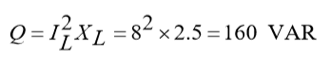 Q = I_L^2 X_L = 8^2 × 2.5 = 160 VAR